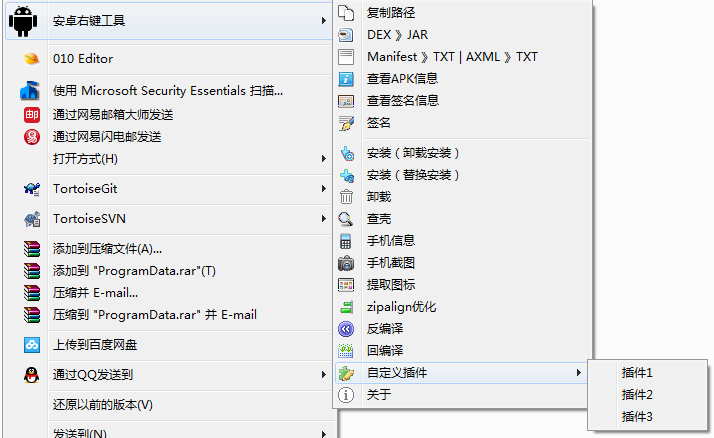 安卓右键工具
010 Editor
使用 Microsoft Security Essentials 扫描...
通过网易邮箱大师发送
通过网易闪电邮发送
打开方式(H)
TortoiseGit
TortoiseSVN
添加到压缩文件(A)...
添加到 "ProgramData.rar"(T)
压缩并 E-mail...
压缩到 "ProgramData.rar" 并 E-mail
上传到百度网盘
通过QQ发送到
还原以前的版本(V)
发送到(N)
复制路径
DEX 》JAR
Manifest 》TXT | AXML 》TXT
查看APK信息
查看签名信息
签名
安装（卸载安装）
安装（替换安装）
卸载
查壳
手机信息
手机截图
提取图标
zipalign优化
反编译
回编译
自定义插件
关于
插件1
插件2
插件3